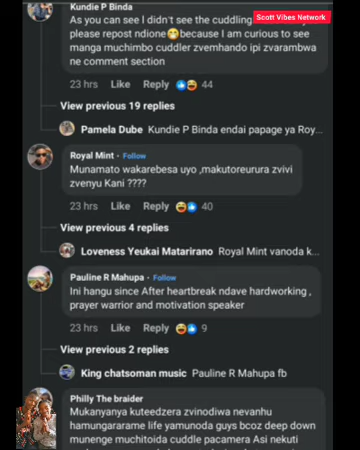 Kundie P Binda
Scott Vibes Network
As you can see I didn't see the cuddling
please repost ndione😁because I am curious to see
manga muchimbo cuddler zvemhando ipi zvarambwa
ne comment section
23 hrs Like Reply 44
View previous 19 replies
Pamela Dube Kundie P Binda endai papage ya Roy...
Royal Mint · Follow
Munamato wakarebesa uyo ,makutoreurura zvivi
zvenyu Kani ????
23 hrs Like Reply 40
View previous 4 replies
Loveness Yeukai Matarirano Royal Mint vanoda k...
Pauline R Mahupa · Follow
Ini hangu since After heartbreak ndave hardworking ,
prayer warrior and motivation speaker
23 hrs Like Reply 9
View previous 2 replies
King chatsoman music Pauline R Mahupa fb
Philly The braider
Mukanyanya kuteedzera zvinodiwa nevanhu
hamungararame life yamunoda guys bcoz deep down
munenge muchitoida cuddle pacamera Asi nekuti